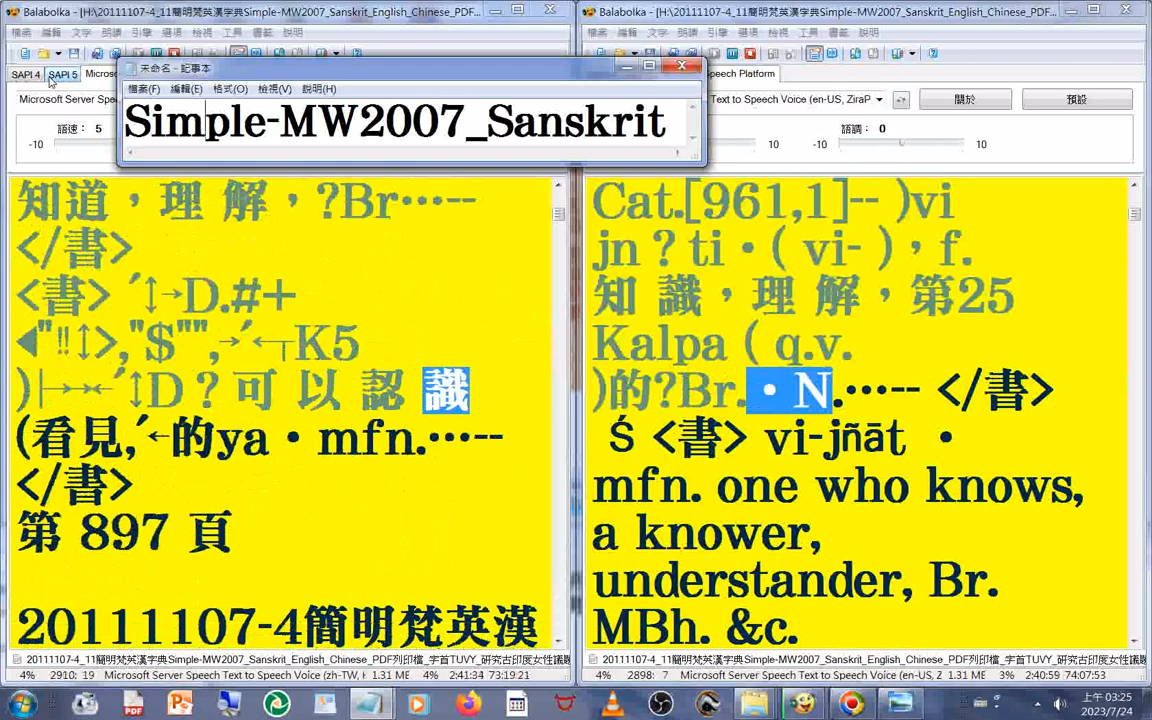 Balabolka - [H:\20111107-4_11簡明梵英漢字典Simple-MW2007_Sanskrit_English_Chinese_PDF...
Balabolka - [H:\20111107-4_11簡明梵英漢字典Simple-MW2007_Sanskrit_English_Chinese_PDF...
檔案 編輯 文字 朗讀 引擎 選項 檢視 工具 書籤 說明
檔案 編輯 文字 朗讀 引擎 選項 檢視 工具 書籤 說明
SAPI 4 SAPI 5 Micros
未命名 - 記事本
peech Platform
檔案(F) 編輯(E) 格式(O) 檢視(V) 說明(H)
Simple-MW2007_Sanskrit
Microsoft Server Spe
Text to Speech Voice (en-US, ZiraP
關於
預設
語速： 5
-10
10
語調： 0
-10
10
知道，理 解，?Br…--
</書>
<書> ´↕→D.#+
◀"‼↕>,"$"",→´←┬K5
)├→→←´↕D？可 以 認 識
(看見,´←的ya・mfn.…--
</書>
第 897 頁
20111107-4簡明梵英漢
Cat.[961,1]-- )vi
jn？ti・( vi- )，f.
知 識，理 解，第25
Kalpa ( q.v.
)的?Br.・N.…-- </書>
Ś <書> vi-jñāt ・
mfn. one who knows,
a knower,
understander, Br.
MBh. &c.
20111107-4_11簡明梵英漢字典Simple-MW2007_Sanskrit_English_Chinese_PDF列印檔_字首TUVY_研究古印度女性議題
20111107-4_11簡明梵英漢字典Simple-MW2007_Sanskrit_English_Chinese_PDF列印檔_字首TUVY_研究古印度女性議題
4% 2910: 19 Microsoft Server Speech Text to Speech Voice (zh-TW, H 1.31 MB 4% 2:41:34 73:19:21
4% 2898: 7 Microsoft Server Speech Text to Speech Voice (en-US, Z 1.31 MB 3% 2:40:59 74:07:53
上午 03:25
2023/7/24